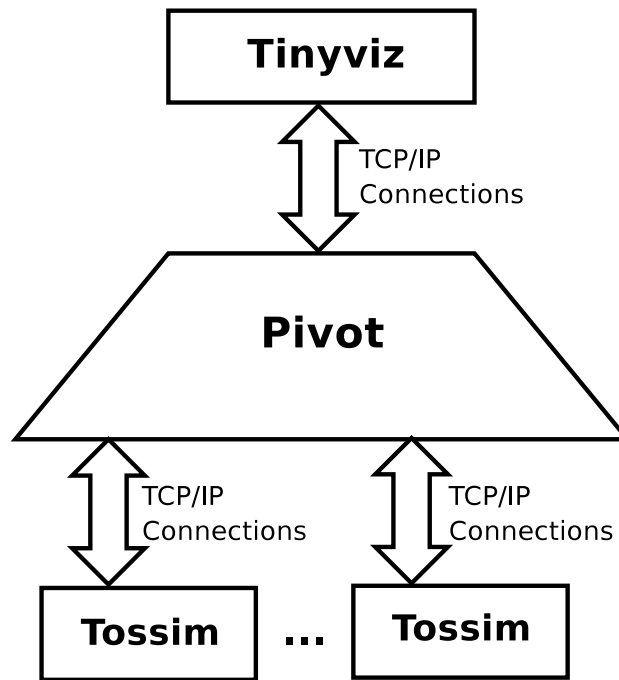 Tinyviz
TCP/IP
Connections
Pivot
TCP/IP
Connections
TCP/IP
Connections
Tossim
...
Tossim